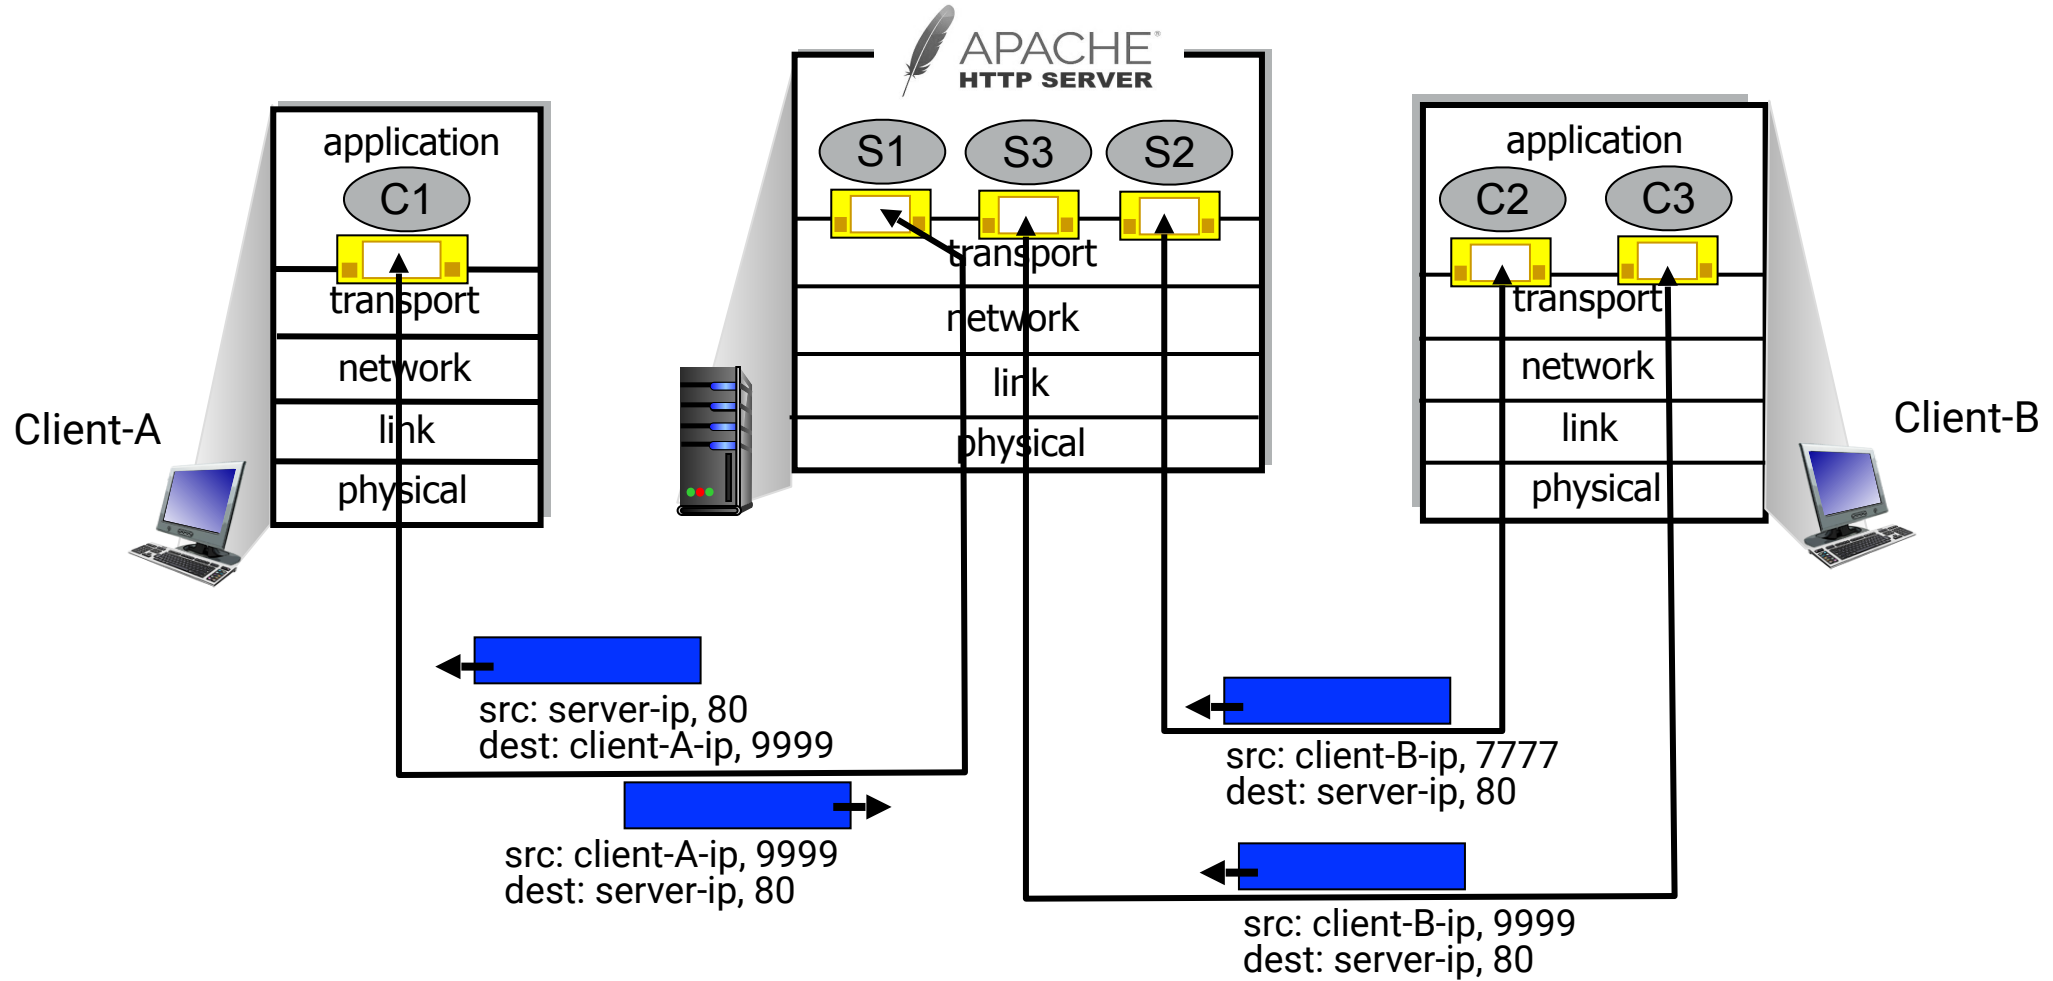 APACHE®
HTTP SERVER
Client-A
application
C1
transport
network
link
physical
S1
S3
S2
transport
network
link
physical
application
C2
C3
transport
network
link
physical
Client-B
src: server-ip, 80
dest: client-A-ip, 9999
src: client-A-ip, 9999
dest: server-ip, 80
src: client-B-ip, 7777
dest: server-ip, 80
src: client-B-ip, 9999
dest: server-ip, 80